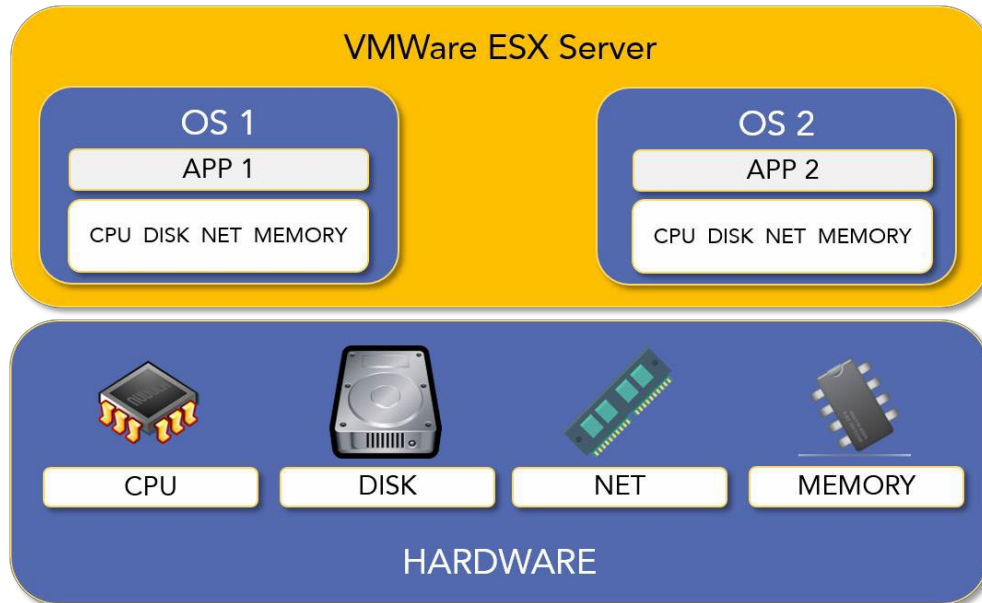 VMWare ESX Server
OS 1
APP 1
CPU DISK NET MEMORY
OS 2
APP 2
CPU DISK NET MEMORY
CPU
DISK
NET
MEMORY
HARDWARE